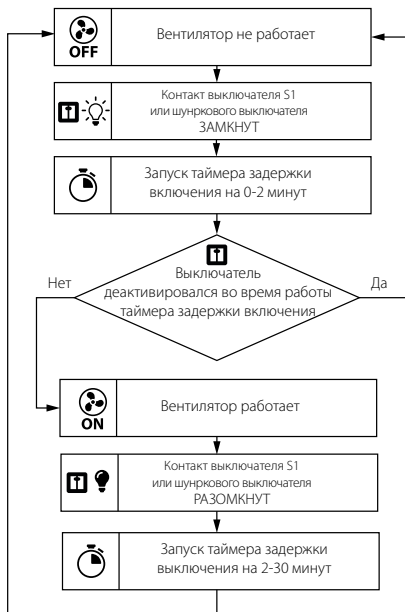 OFF
Вентилятор не работает
Контакт выключателя S1
или шунркового выключателя
ЗАМКНУТ
Запуск таймера задержки
включения на 0-2 минут
Выключатель
деактивировался во время работы
таймера задержки включения
Нет
Да
ON
Вентилятор работает
Контакт выключателя S1
или шунркового выключателя
РАЗОМКНУТ
Запуск таймера задержки
выключения на 2-30 минут